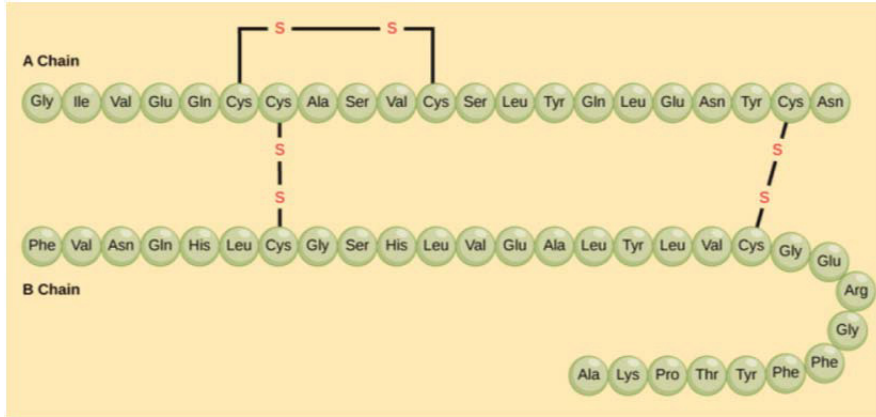 S S
A Chain
Gly Ile Val Glu Gln Cys Cys Ala Ser Val Cys Ser Leu Tyr Gln Leu Glu Asn Tyr Cys Asn
S S
S S
Phe Val Asn Gln His Leu Cys Gly Ser His Leu Val Glu Ala Leu Tyr Leu Val Cys Gly Glu
B Chain
Arg
Gly
Ala Lys Pro Thr Tyr Phe Phe